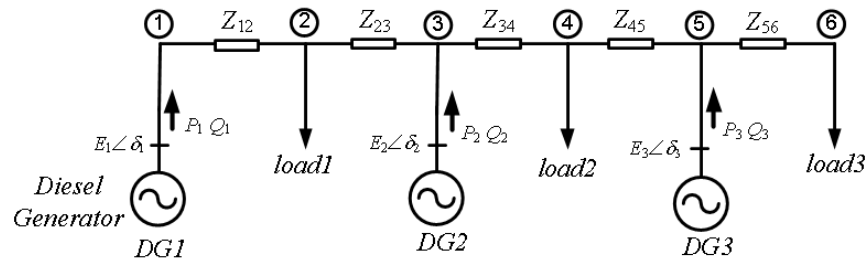 1 Z12 2 Z23 3 Z34 4 Z45 5 Z56 6
P1 Q1 P2 Q2 P3 Q3
E1∠δ1 E2∠δ2 E3∠δ3
load1 load2 load3
Diesel
Generator
DG1 DG2 DG3